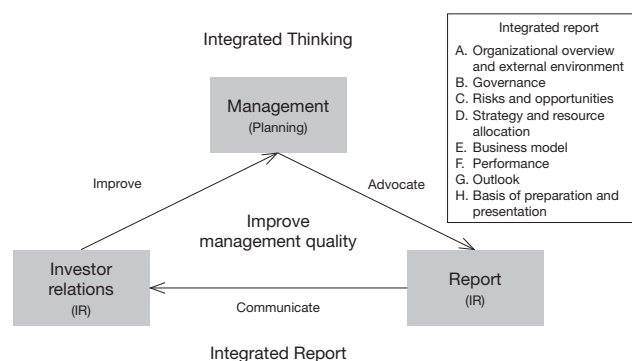 Integrated Thinking
Management
(Planning)
Improve
Advocate
Improve
management quality
Investor
relations
(IR)
Communicate
Report
(IR)
Integrated Report
Integrated report
A. Organizational overview
and external environment
B. Governance
C. Risks and opportunities
D. Strategy and resource
allocation
E. Business model
F. Performance
G. Outlook
H. Basis of preparation and
presentation